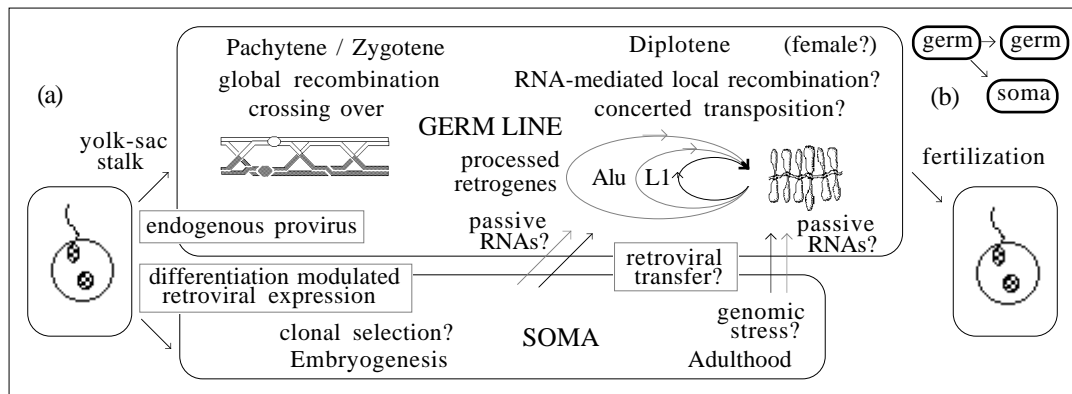 (a)
yolk-sac
stalk
Pachytene / Zygotene
global recombination
crossing over
Diplotene (female?)
RNA-mediated local recombination?
concerted transposition?
GERM LINE
processed
retrogenes
Alu
L1
endogenous provirus
passive
RNAs?
passive
RNAs?
differentiation modulated
retroviral expression
retroviral
transfer?
clonal selection?
Embryogenesis
SOMA
genomic
stress?
Adulthood
germ
germ
soma
(b)
fertilization